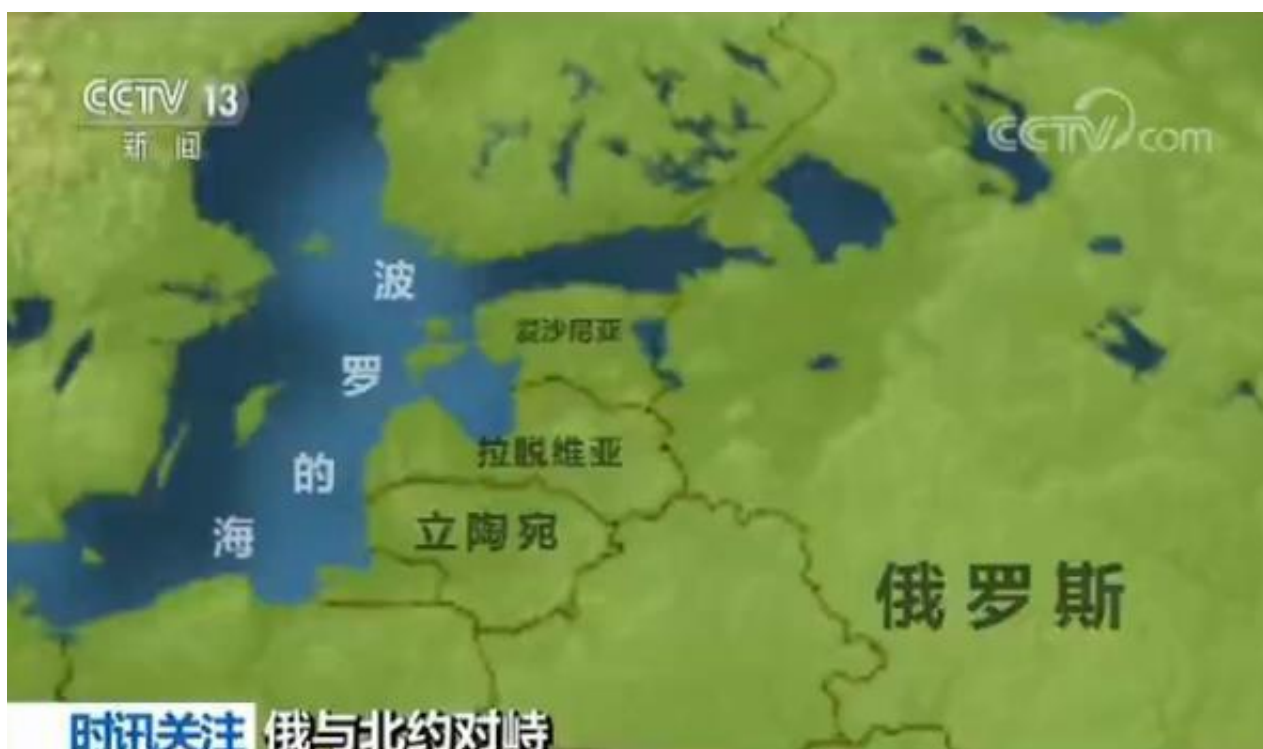 CCTV 13
新闻
CCTV.com
波罗的海
爱沙尼亚
拉脱维亚
立陶宛
俄罗斯
时讯关注 俄与北约对峙